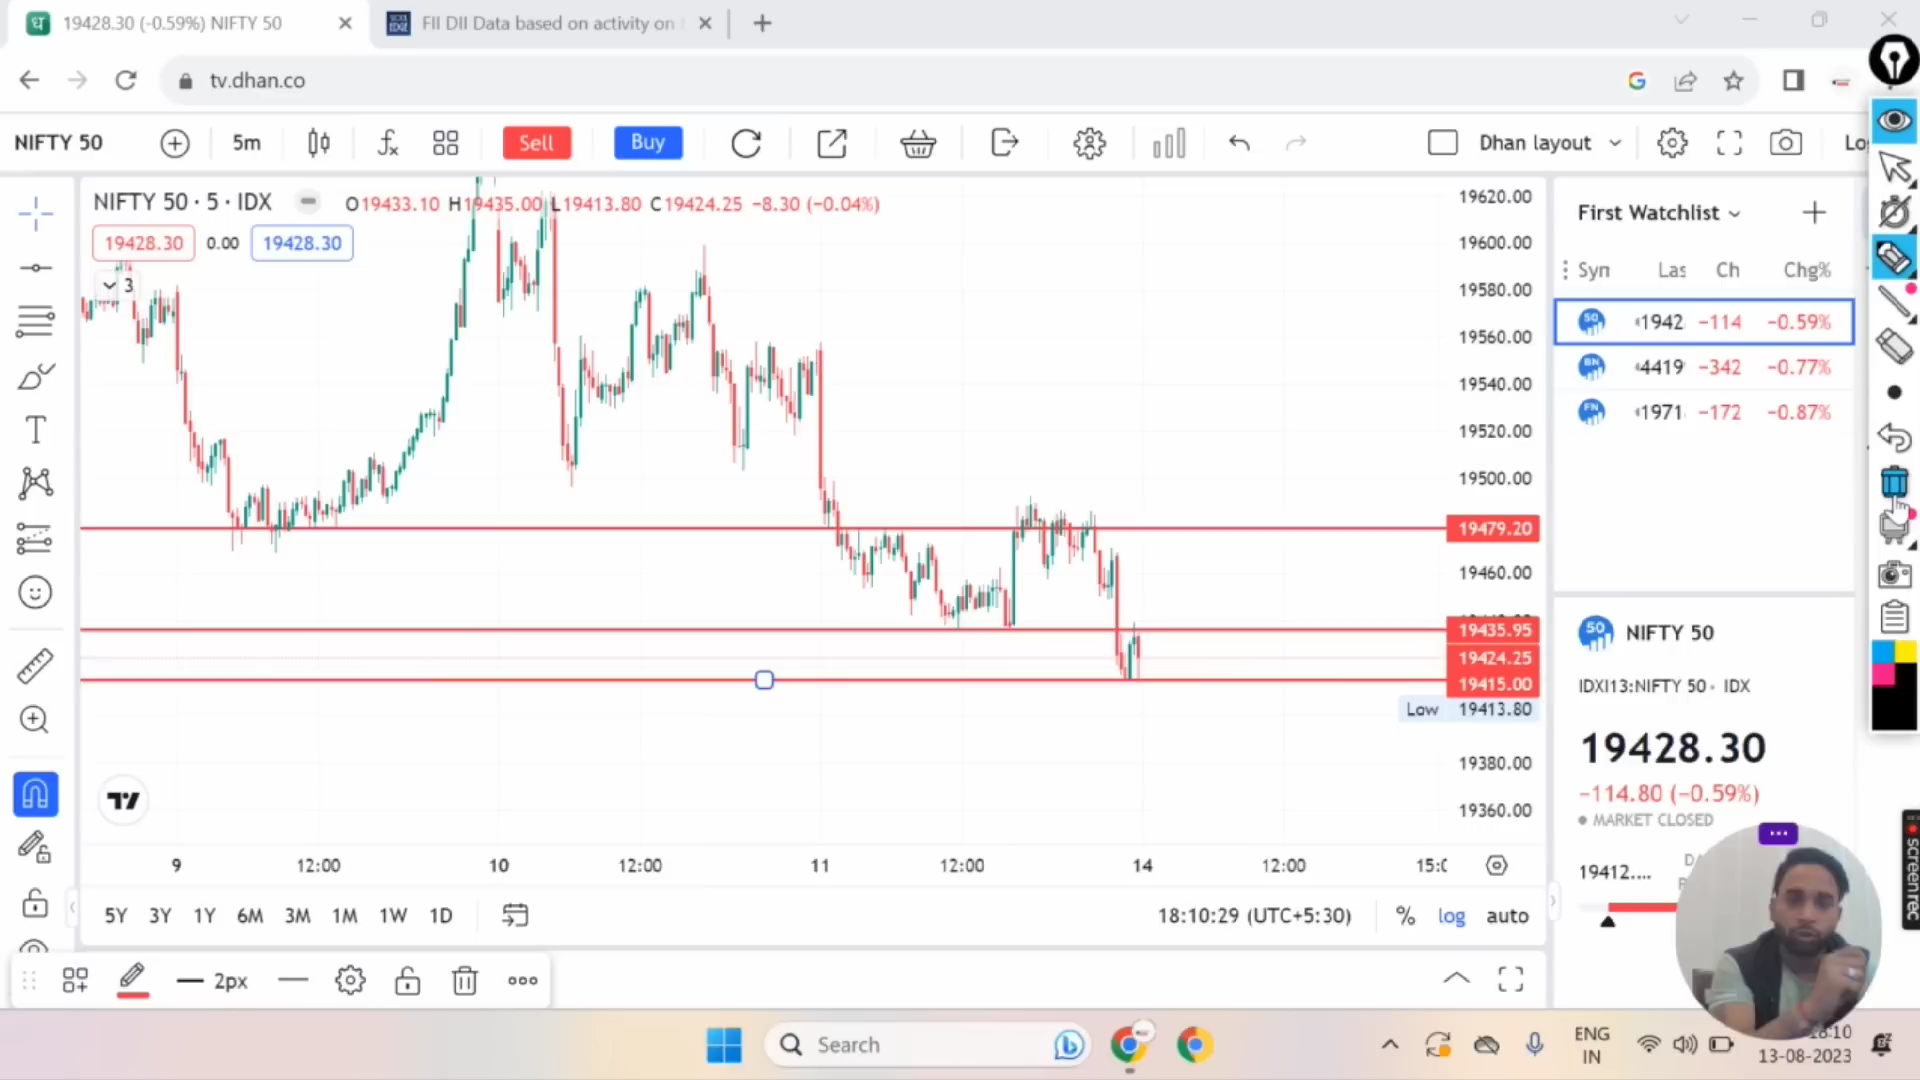 19428.30 (-0.59%) NIFTY 50
FII DII Data based on activity on
tv.dhan.co
NIFTY 50
5m
Sell
Buy
Dhan layout
NIFTY 50 · 5 · IDX
O19433.10 H19435.00 L19413.80 C19424.25 −8.30 (−0.04%)
19428.30 0.00 19428.30
3
19620.00
19600.00
19580.00
19560.00
19540.00
19520.00
19500.00
19479.20
19460.00
19435.95
19424.25
19415.00
Low 19413.80
19380.00
19360.00
9 12:00 10 12:00 11 12:00 14 12:00
5Y 3Y 1Y 6M 3M 1M 1W 1D
18:10:29 (UTC+5:30) % log auto
2px
First Watchlist
Syn Las Ch Chg%
50 1942 −114 −0.59%
BN 4419 −342 −0.77%
FN 1971 −172 −0.87%
50 NIFTY 50
IDXI13:NIFTY 50 · IDX
19428.30
−114.80 (−0.59%)
MARKET CLOSED
19412....
screenrec
Search
ENG
IN
18:10
13-08-2023